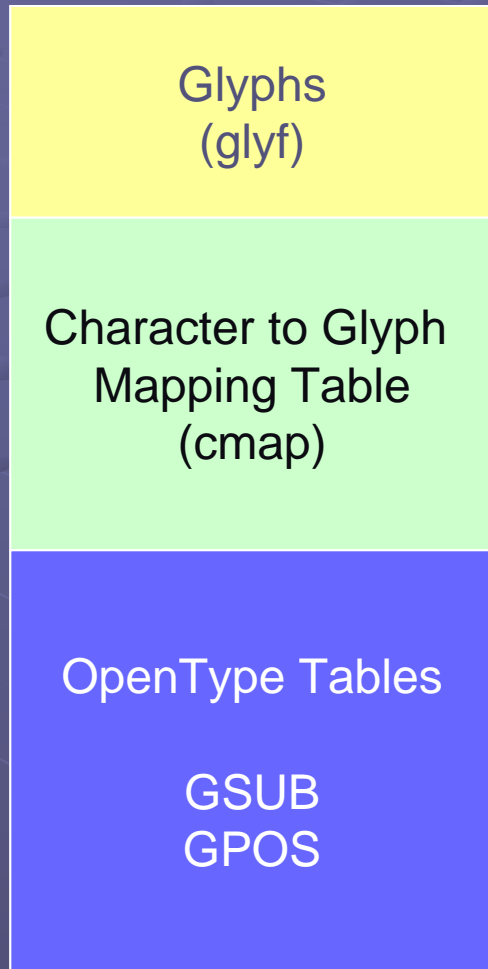 Glyphs
(glyf)
Character to Glyph
Mapping Table
(cmap)
OpenType Tables
GSUB
GPOS